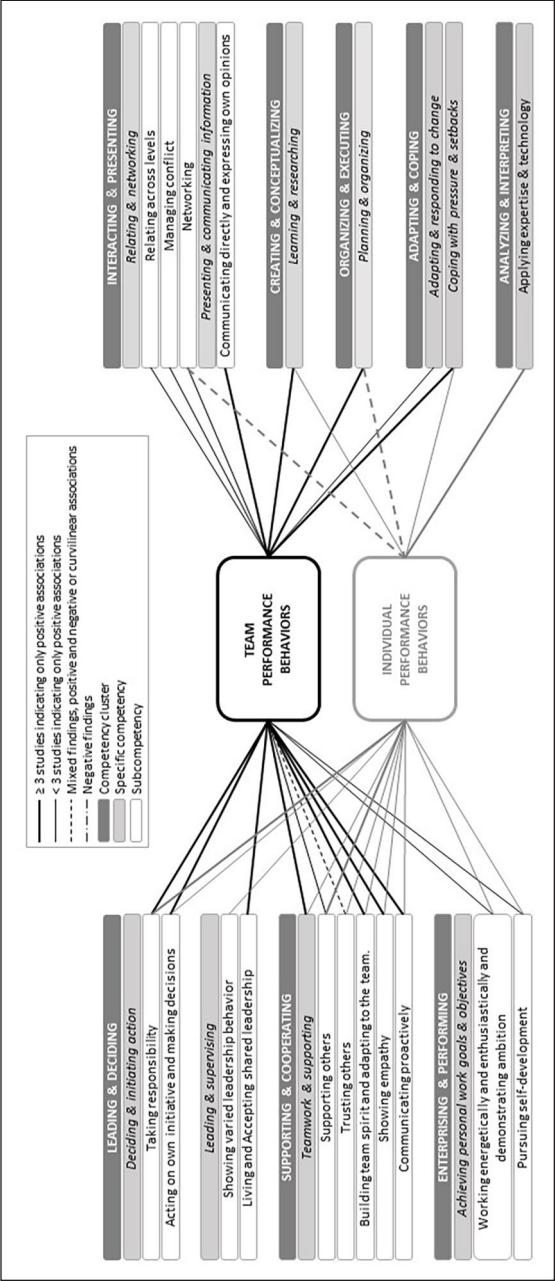 LEADING & DECIDING
Deciding & initiating action
Taking responsibility
Acting on own initiative and making decisions
Leading & supervising
Showing varied leadership behavior
Living and Accepting shared leadership
SUPPORTING & COOPERATING
Teamwork & supporting
Supporting others
Trusting others
Building team spirit and adapting to the team.
Showing empathy
Communicating proactively
ENTERPRISING & PERFORMING
Achieving personal work goals & objectives
Working energetically and enthusiastically and
demonstrating ambition
Pursuing self-development
≥ 3 studies indicating only positive associations
< 3 studies indicating only positive associations
Mixed findings, positive and negative or curvilinear associations
Negative findings
Competency cluster
Specific competency
Subcompetency
TEAM
PERFORMANCE
BEHAVIORS
INDIVIDUAL
PERFORMANCE
BEHAVIORS
INTERACTING & PRESENTING
Relating & networking
Relating across levels
Managing conflict
Networking
Presenting & communicating information
Communicating directly and expressing own opinions
CREATING & CONCEPTUALIZING
Learning & researching
ORGANIZING & EXECUTING
Planning & organizing
ADAPTING & COPING
Adapting & responding to change
Coping with pressure & setbacks
ANALYZING & INTERPRETING
Applying expertise & technology